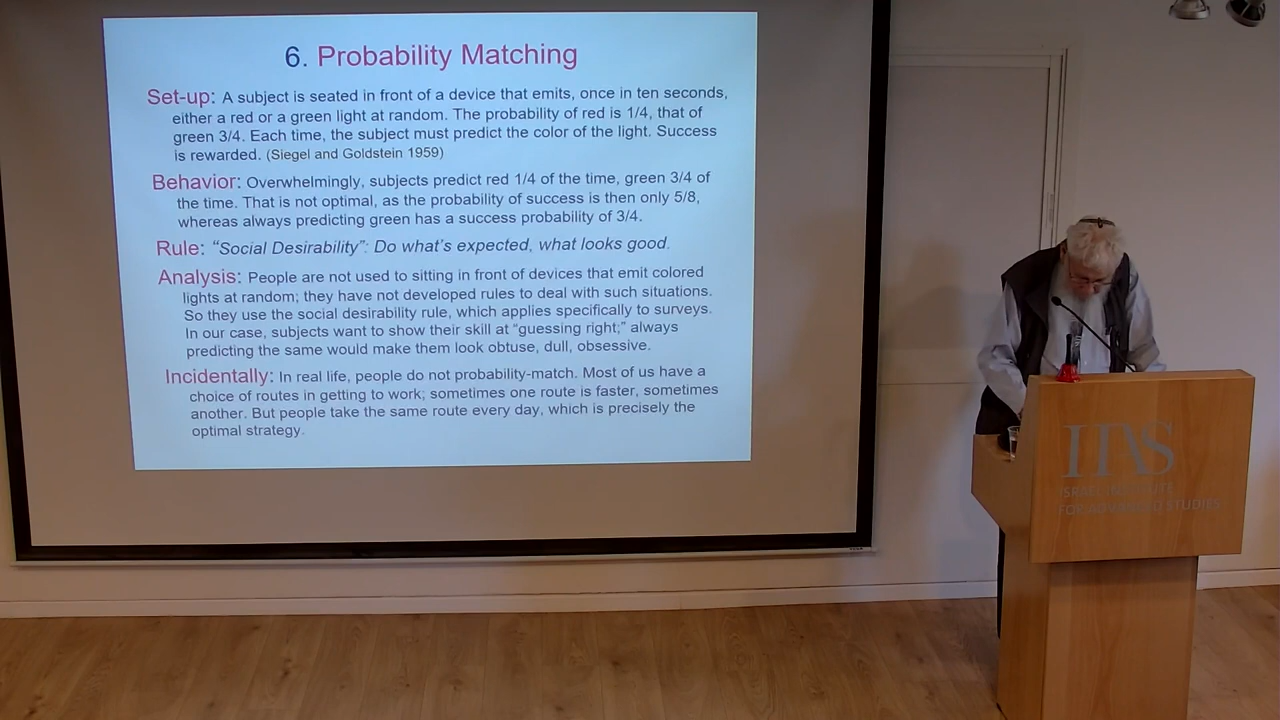 6. Probability Matching
Set-up: A subject is seated in front of a device that emits, once in ten seconds,
either a red or a green light at random. The probability of red is 1/4, that of
green 3/4. Each time, the subject must predict the color of the light. Success
is rewarded. (Siegel and Goldstein 1959)
Behavior: Overwhelmingly, subjects predict red 1/4 of the time, green 3/4 of
the time. That is not optimal, as the probability of success is then only 5/8,
whereas always predicting green has a success probability of 3/4.
Rule: “Social Desirability”: Do what’s expected, what looks good.
Analysis: People are not used to sitting in front of devices that emit colored
lights at random; they have not developed rules to deal with such situations.
So they use the social desirability rule, which applies specifically to surveys.
In our case, subjects want to show their skill at “guessing right;” always
predicting the same would make them look obtuse, dull, obsessive.
Incidentally: In real life, people do not probability-match. Most of us have a
choice of routes in getting to work; sometimes one route is faster, sometimes
another. But people take the same route every day, which is precisely the
optimal strategy.
IIAS
ISRAEL INSTITUTE
FOR ADVANCED STUDIES